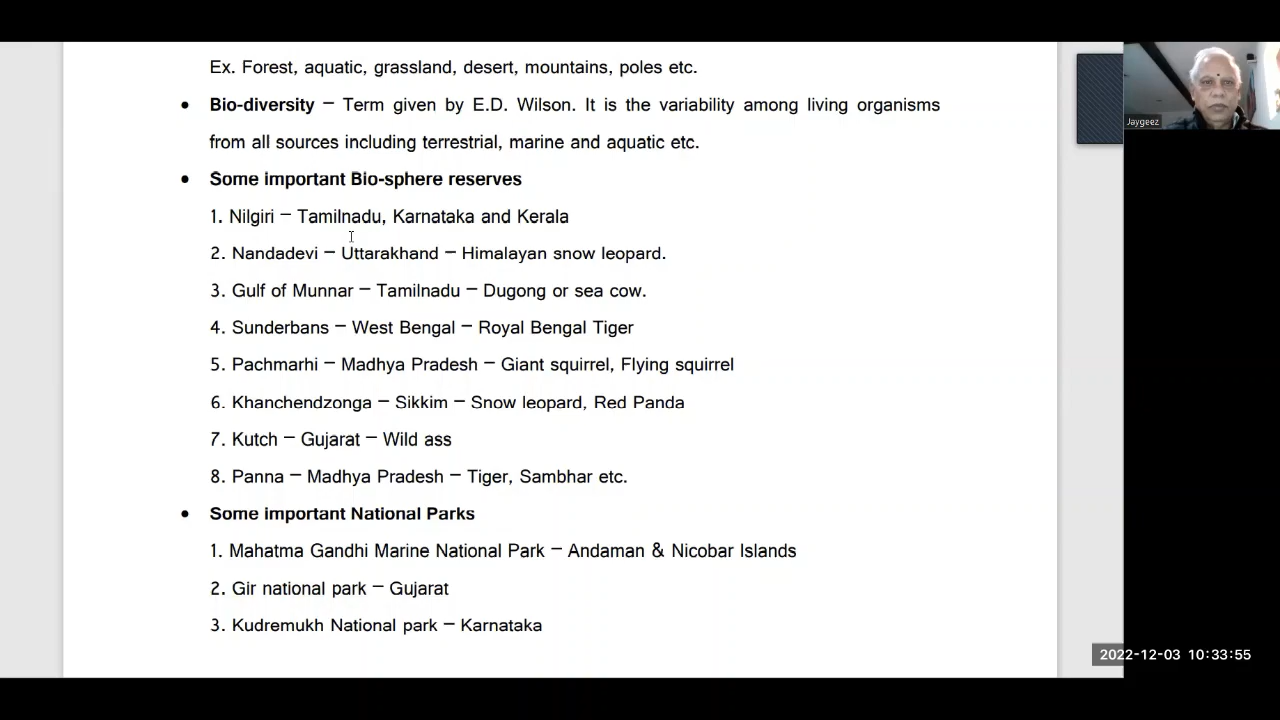 Ex. Forest, aquatic, grassland, desert, mountains, poles etc.
• Bio-diversity – Term given by E.D. Wilson. It is the variability among living organisms
from all sources including terrestrial, marine and aquatic etc.
• Some important Bio-sphere reserves
1. Nilgiri – Tamilnadu, Karnataka and Kerala
2. Nandadevi – Uttarakhand – Himalayan snow leopard.
3. Gulf of Munnar – Tamilnadu – Dugong or sea cow.
4. Sunderbans – West Bengal – Royal Bengal Tiger
5. Pachmarhi – Madhya Pradesh – Giant squirrel, Flying squirrel
6. Khanchendzonga – Sikkim – Snow leopard, Red Panda
7. Kutch – Gujarat – Wild ass
8. Panna – Madhya Pradesh – Tiger, Sambhar etc.
• Some important National Parks
1. Mahatma Gandhi Marine National Park – Andaman & Nicobar Islands
2. Gir national park – Gujarat
3. Kudremukh National park – Karnataka
Jaygeez
2022-12-03 10:33:55